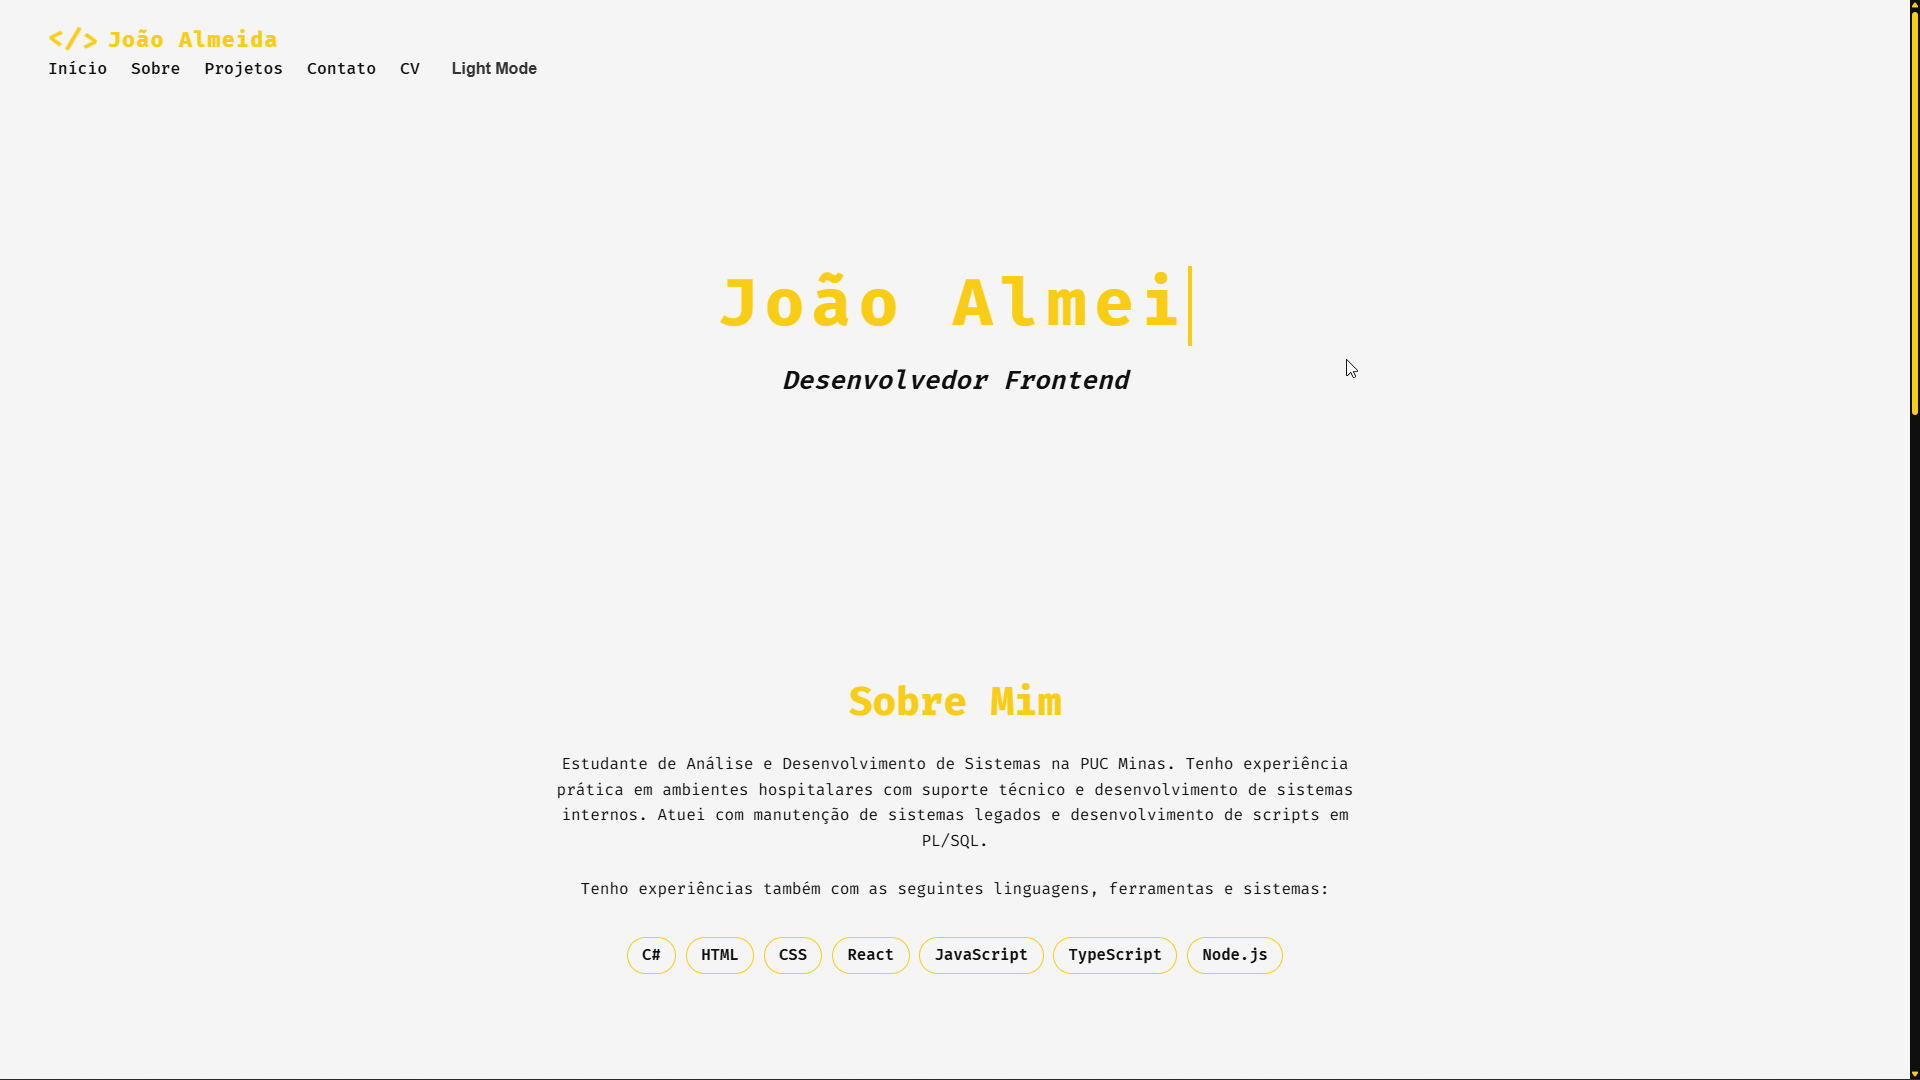 </> João Almeida
Início Sobre Projetos Contato CV Light Mode
João Almei
Desenvolvedor Frontend
Sobre Mim
Estudante de Análise e Desenvolvimento de Sistemas na PUC Minas. Tenho experiência
prática em ambientes hospitalares com suporte técnico e desenvolvimento de sistemas
internos. Atuei com manutenção de sistemas legados e desenvolvimento de scripts em
PL/SQL.
Tenho experiências também com as seguintes linguagens, ferramentas e sistemas:
C# HTML CSS React JavaScript TypeScript Node.js